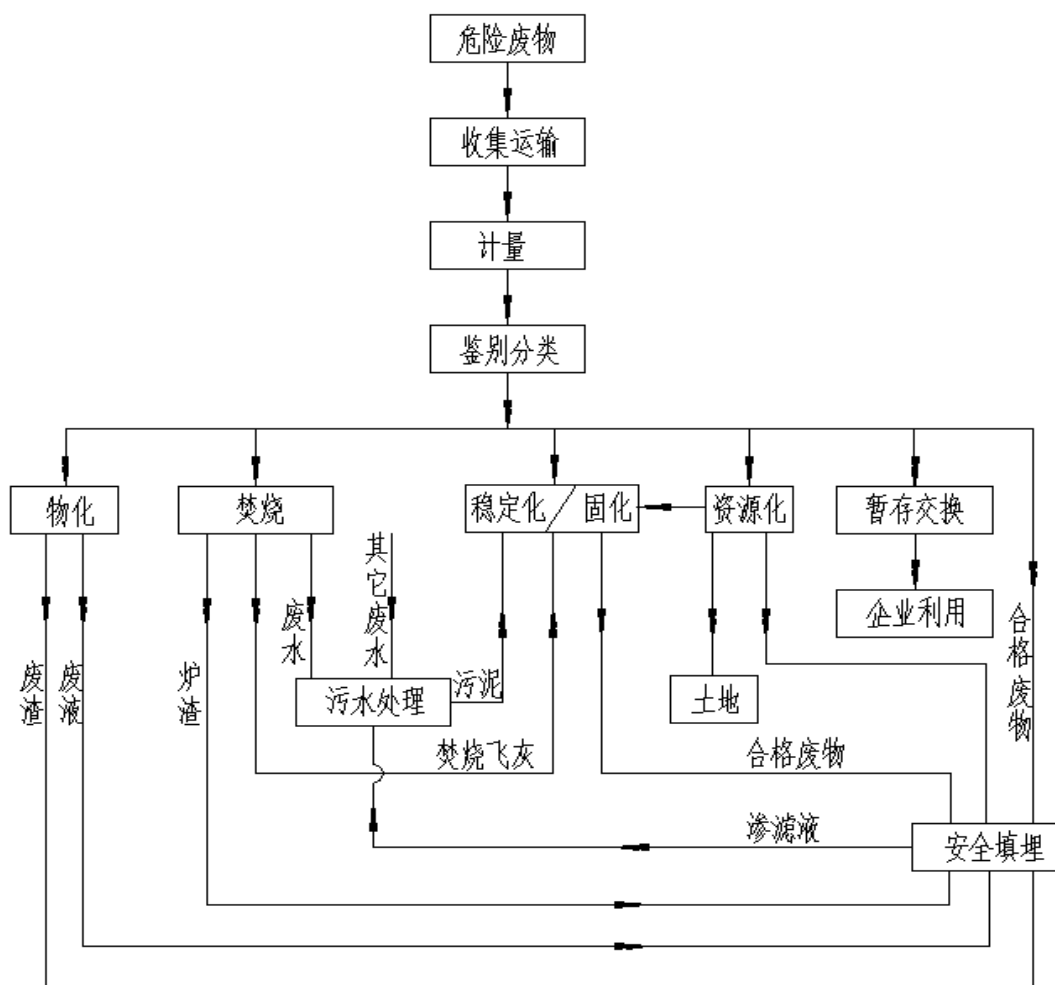 危险废物
收集运输
计量
鉴别分类
物化
焚烧
稳定化/固化
资源化
暂存交换
企业利用
其它废水
废水
合格废物
废渣
废液
炉渣
污水处理
污泥
土地
焚烧飞灰
合格废物
渗滤液
安全填埋